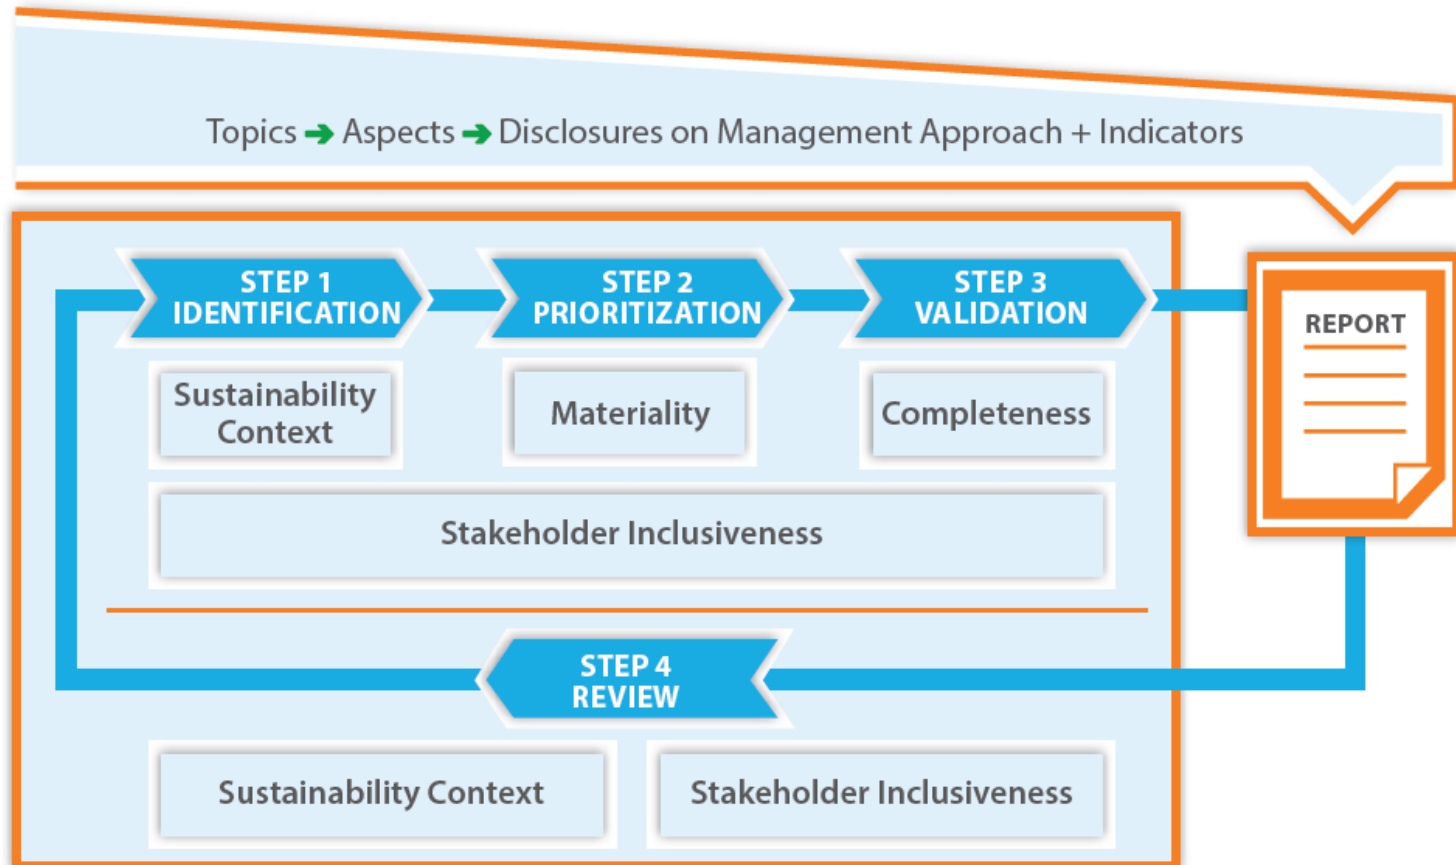 Topics ➔ Aspects ➔ Disclosures on Management Approach + Indicators
STEP 1
IDENTIFICATION
STEP 2
PRIORITIZATION
STEP 3
VALIDATION
REPORT
Sustainability
Context
Materiality
Completeness
Stakeholder Inclusiveness
STEP 4
REVIEW
Sustainability Context
Stakeholder Inclusiveness